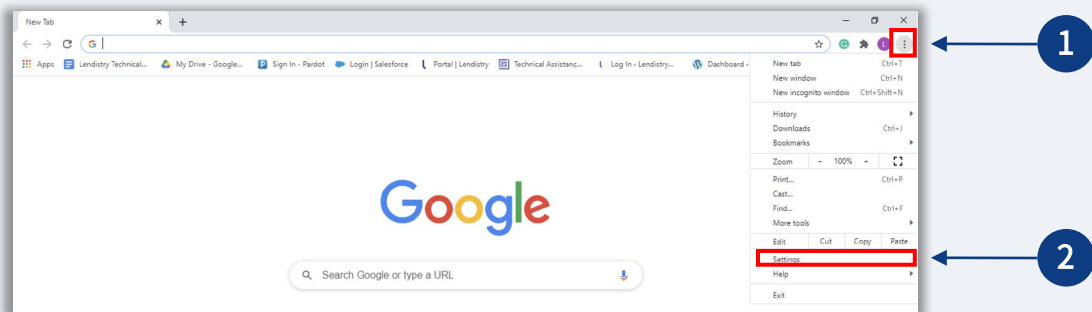 New Tab
1
Apps Lendistry Technical... My Drive - Google... Sign In - Pardot Login | Salesforce Portal | Lendistry Technical Assistanc... Log In ‹ Lendistry... Dashboard ‹
New tab Ctrl+T
New window Ctrl+N
New incognito window Ctrl+Shift+N
History
Downloads Ctrl+J
Bookmarks
Zoom - 100% +
Print... Ctrl+P
Cast...
Find... Ctrl+F
More tools
Edit Cut Copy Paste
Settings
2
Help
Exit
Google
Search Google or type a URL